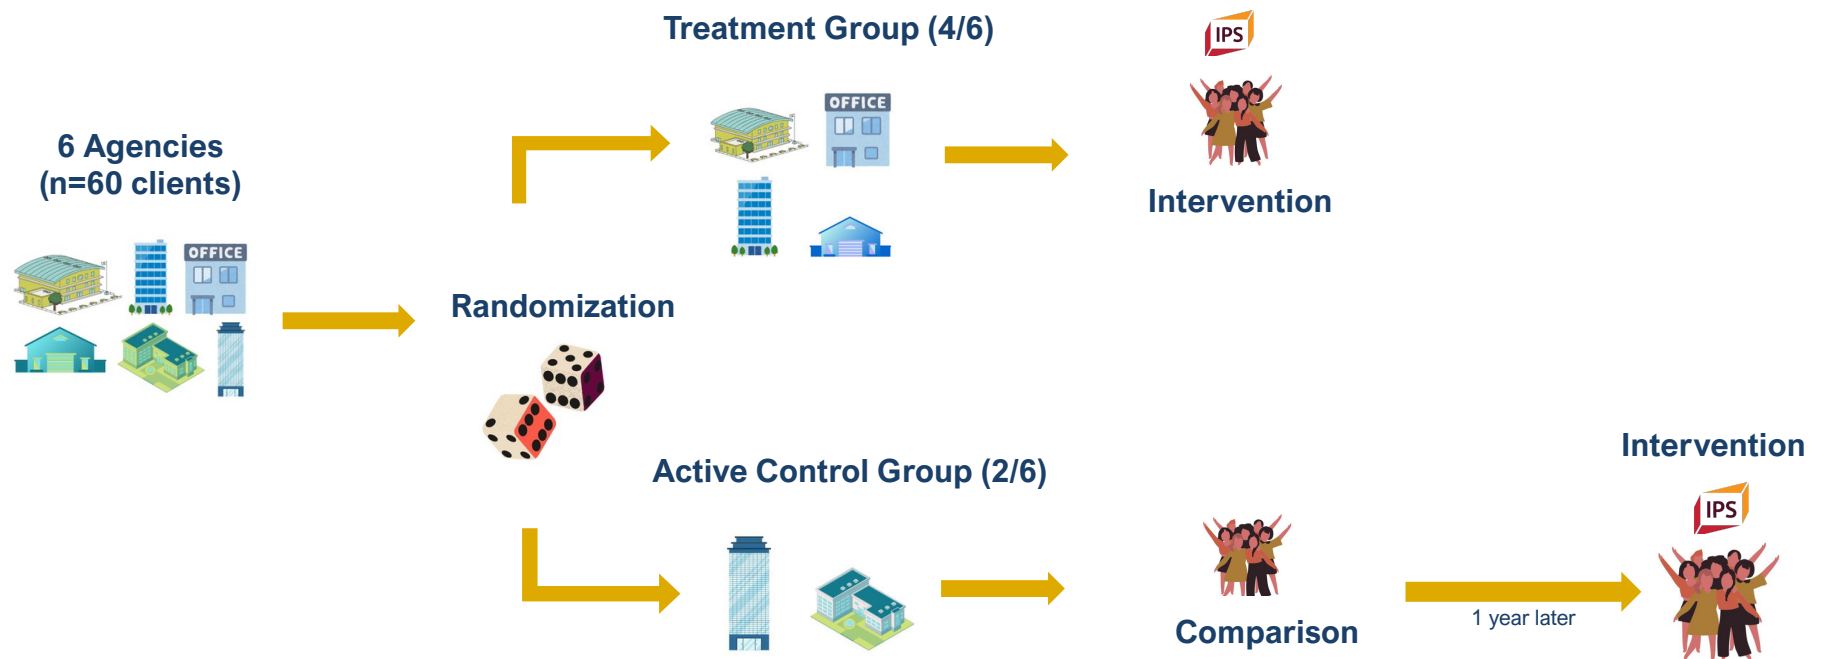 6 Agencies
(n=60 clients)
OFFICE
Randomization
Treatment Group (4/6)
OFFICE
IPS
Intervention
Active Control Group (2/6)
Comparison
1 year later
Intervention
IPS